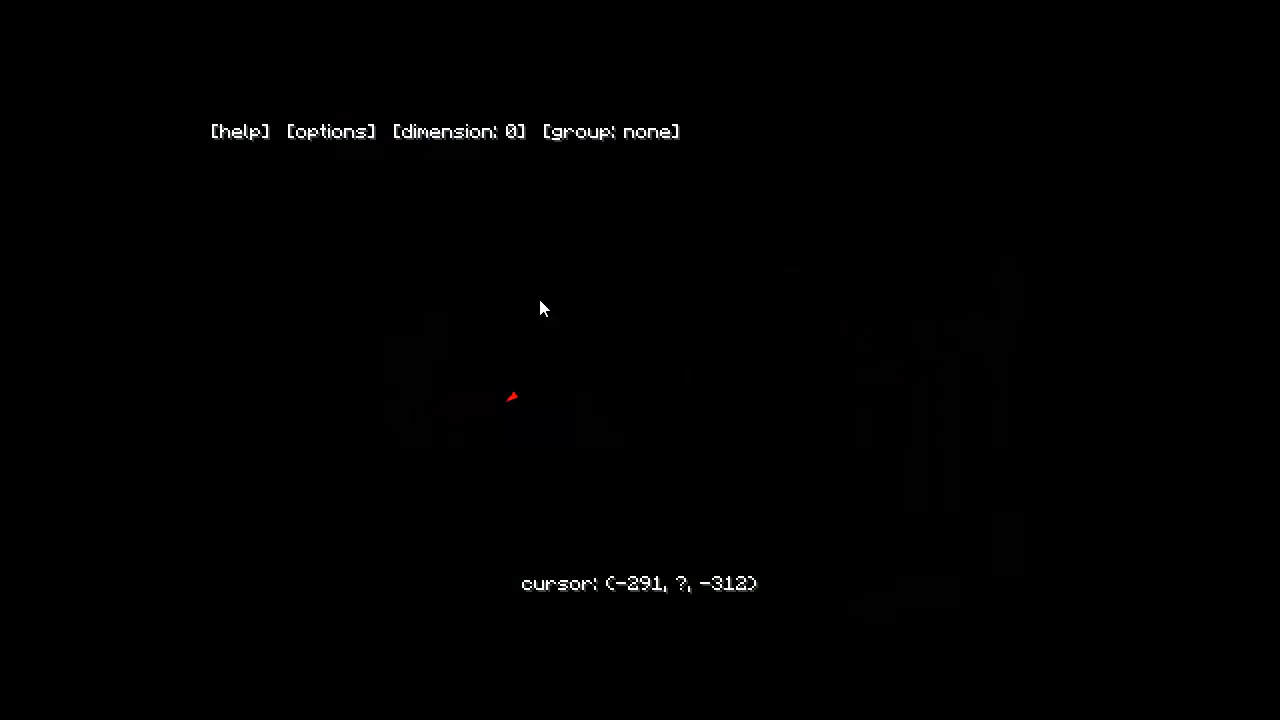 [help] [options] [dimension: 0] [group: none]
cursor: (-291, ?, -312)